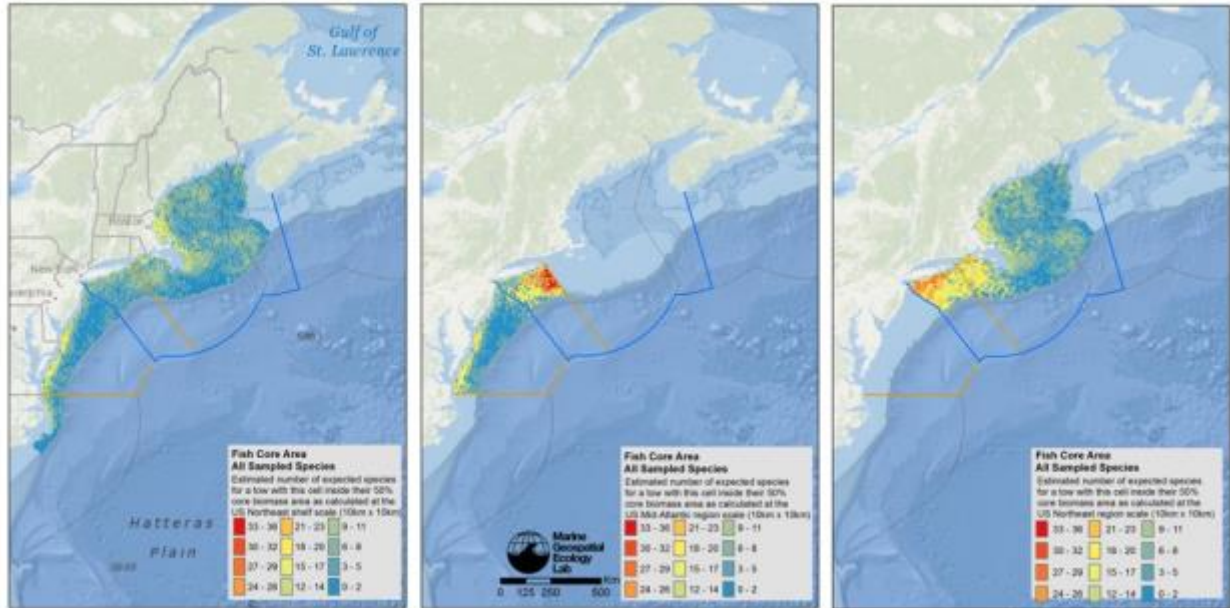 Gulf of
St. Lawrence
Hatteras
Plain
Fish Core Area
All Sampled Species
Estimated number of expected species
for a tow with this cell inside their 50%
core biomass area as calculated at the
US Northeast shelf scale (10km x 10km)
33 - 36 21 - 23 9 - 11
30 - 32 18 - 20 6 - 8
27 - 29 15 - 17 3 - 5
24 - 26 12 - 14 0 - 2
Marine
Geospatial
Ecology
Lab
Km
0 125 250 500
Fish Core Area
All Sampled Species
Estimated number of expected species
for a tow with this cell inside their 50%
core biomass area as calculated at the
US Mid Atlantic region scale (10km x 10km)
33 - 36 21 - 23 9 - 11
30 - 32 18 - 20 6 - 8
27 - 29 15 - 17 3 - 5
24 - 26 12 - 14 0 - 2
Fish Core Area
All Sampled Species
Estimated number of expected species
for a tow with this cell inside their 50%
core biomass area as calculated at the
US Northeast region scale (10km x 10km)
33 - 36 21 - 23 9 - 11
30 - 32 18 - 20 6 - 8
27 - 29 15 - 17 3 - 5
24 - 26 12 - 14 0 - 2